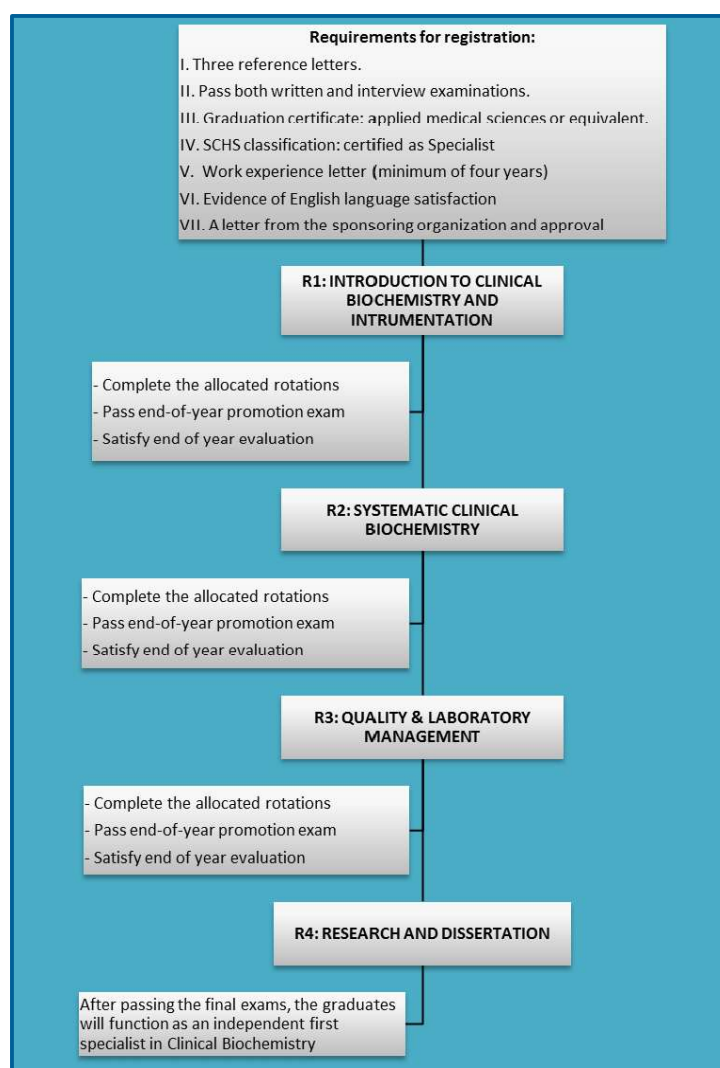 Requirements for registration:
I. Three reference letters.
II. Pass both written and interview examinations.
III. Graduation certificate: applied medical sciences or equivalent.
IV. SCHS classification: certified as Specialist
V. Work experience letter (minimum of four years)
VI. Evidence of English language satisfaction
VII. A letter from the sponsoring organization and approval
R1: INTRODUCTION TO CLINICAL
BIOCHEMISTRY AND
INTRUMENTATION
- Complete the allocated rotations
- Pass end-of-year promotion exam
- Satisfy end of year evaluation
R2: SYSTEMATIC CLINICAL
BIOCHEMISTRY
- Complete the allocated rotations
- Pass end-of-year promotion exam
- Satisfy end of year evaluation
R3: QUALITY & LABORATORY
MANAGEMENT
- Complete the allocated rotations
- Pass end-of-year promotion exam
- Satisfy end of year evaluation
R4: RESEARCH AND DISSERTATION
After passing the final exams, the graduates
will function as an independent first
specialist in Clinical Biochemistry